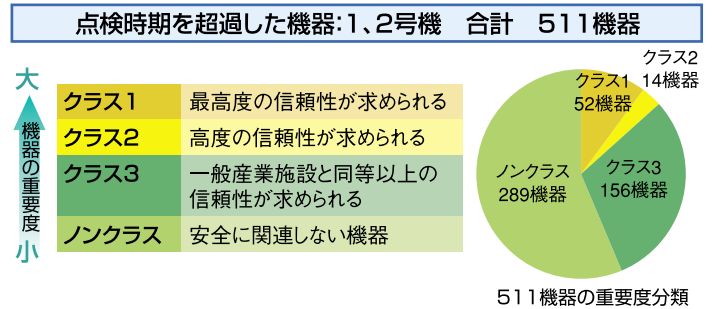 点検時期を超過した機器:1、2号機　合計　511機器
大
機器の重要度
小
クラス1　最高度の信頼性が求められる
クラス2　高度の信頼性が求められる
クラス3　一般産業施設と同等以上の
信頼性が求められる
ノンクラス　安全に関連しない機器
クラス2
14機器
クラス1
52機器
クラス3
156機器
ノンクラス
289機器
511機器の重要度分類